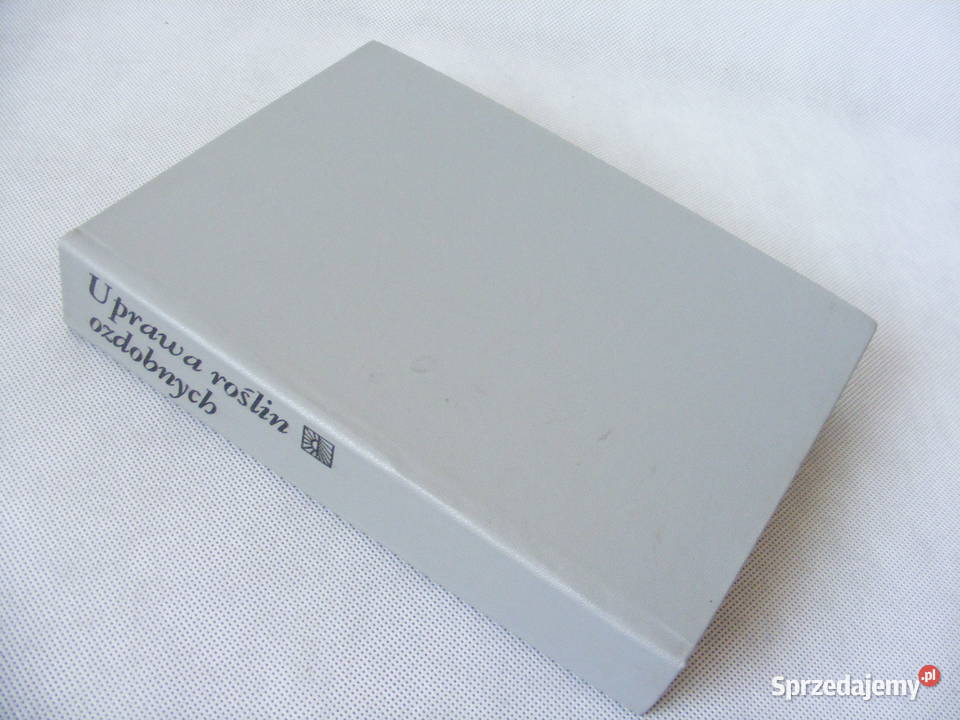 Uprawa roślin
ozdobnych
Sprzedajemy.pl